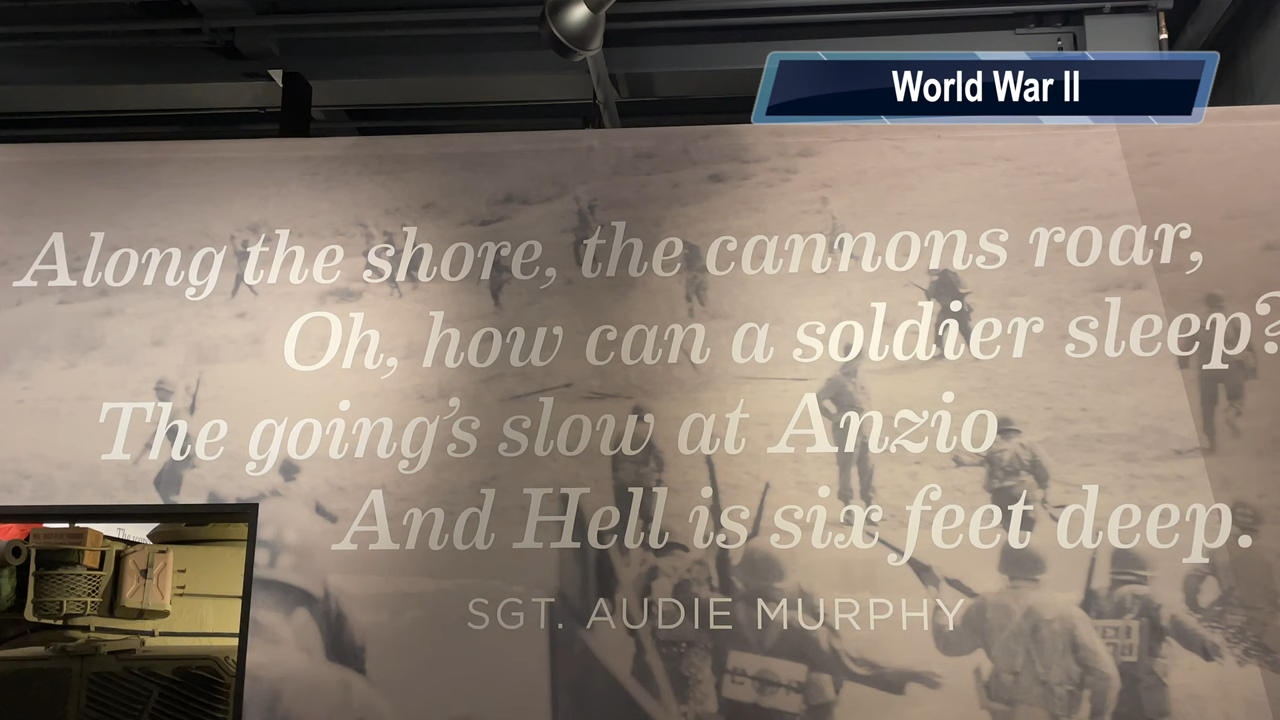 World War II
Along the shore, the cannons roar,
Oh, how can a soldier sleep?
The going's slow at Anzio
And Hell is six feet deep.
SGT. AUDIE MURPHY